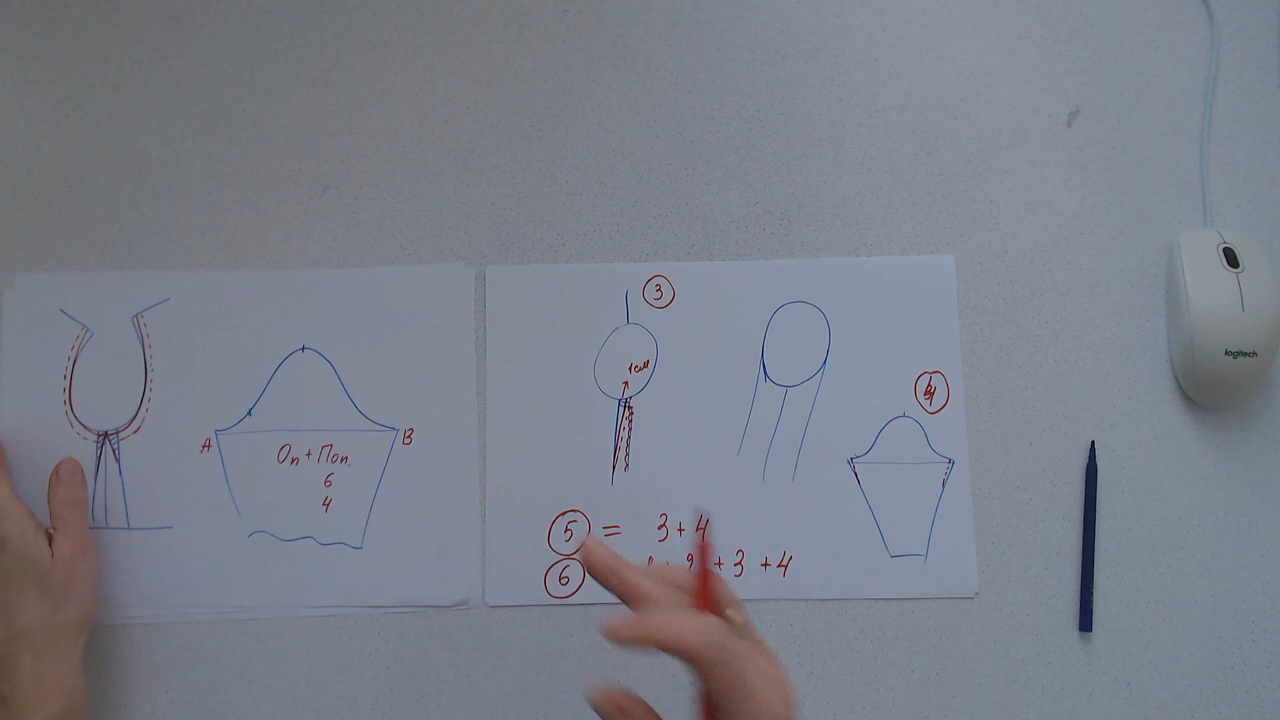 A
B
Оп + Поп.
6
4
3
1см
4
5 = 3 + 4
6 + 3 + 4
logitech